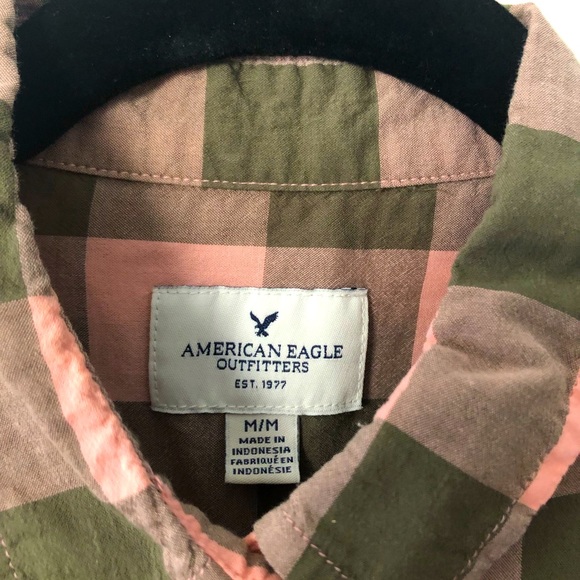 AMERICAN EAGLE
OUTFITTERS
EST. 1977
M/M
MADE IN
INDONESIA
FABRIQUÉ EN
INDONÉSIE